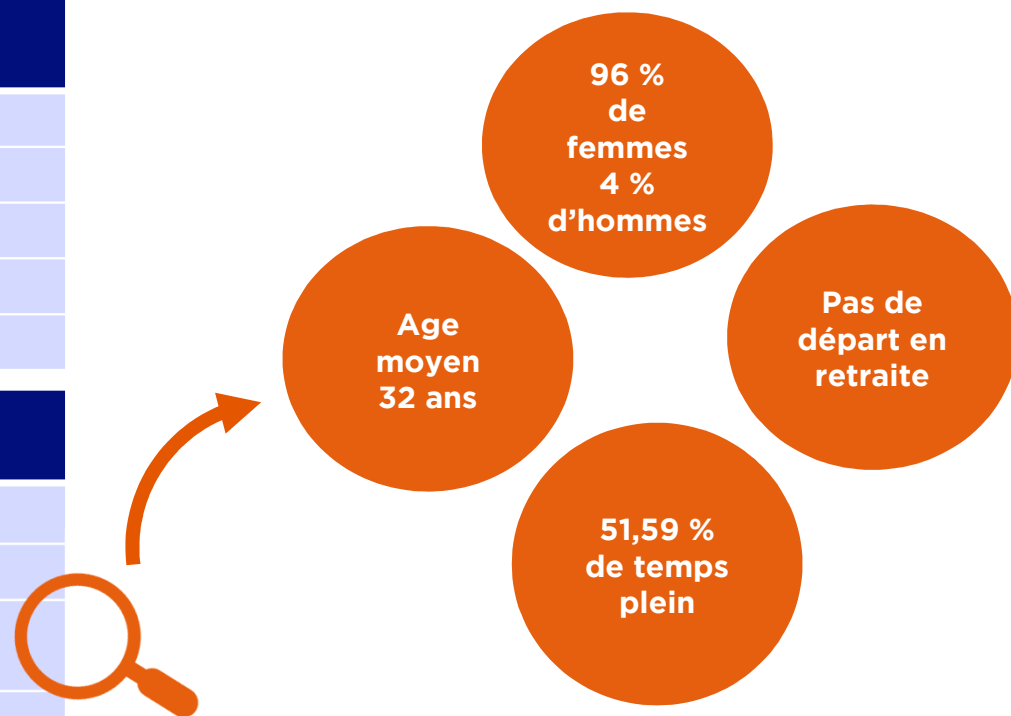 96 %
de
femmes
4 %
d’hommes
Age
moyen
32 ans
Pas de
départ en
retraite
51,59 %
de temps
plein